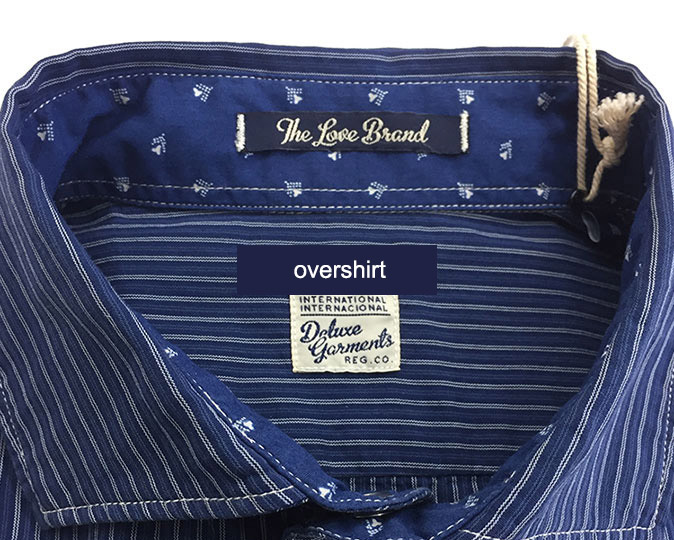 The Love Brand
overshirt
INTERNATIONAL
INTERNACIONAL
Deluxe
Garments
REG.CO.